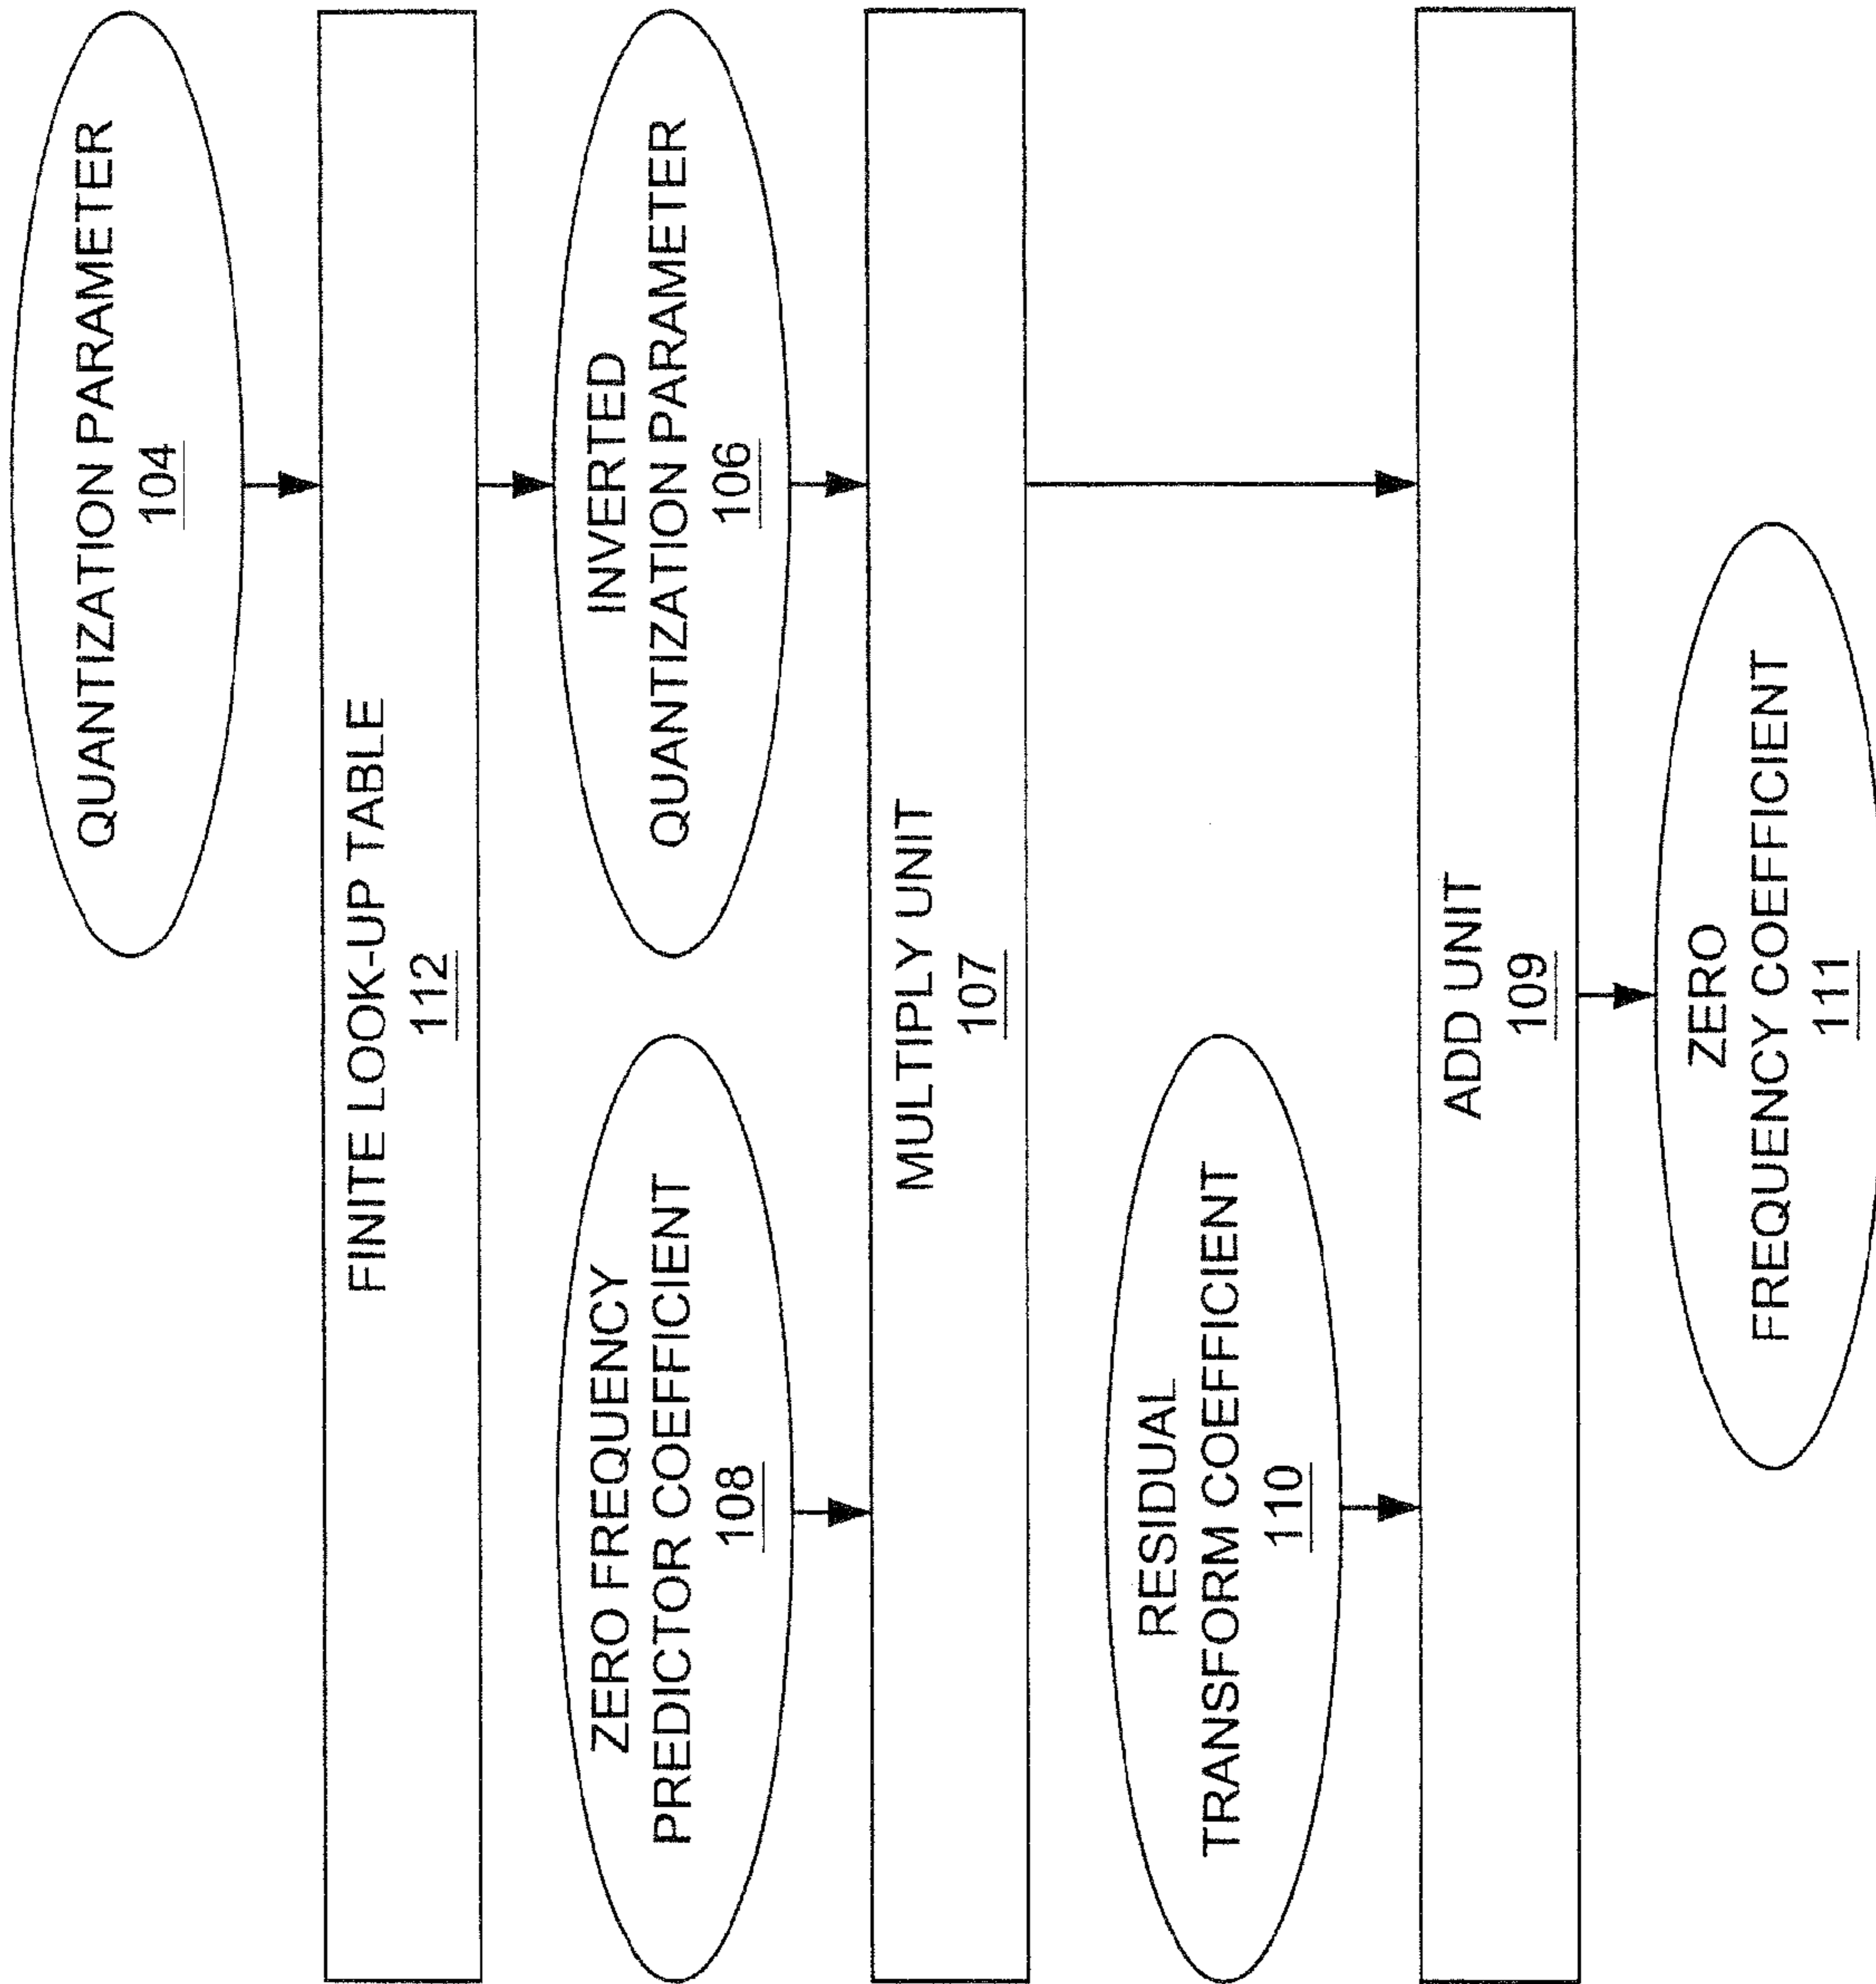 QUANTIZATION PARAMETER
104
FINITE LOOK-UP TABLE
112
ZERO FREQUENCY
PREDICTOR COEFFICIENT
108
INVERTED
QUANTIZATION PARAMETER
106
MULTIPLY UNIT
107
RESIDUAL
TRANSFORM COEFFICIENT
110
ADD UNIT
109
ZERO
FREQUENCY COEFFICIENT
111